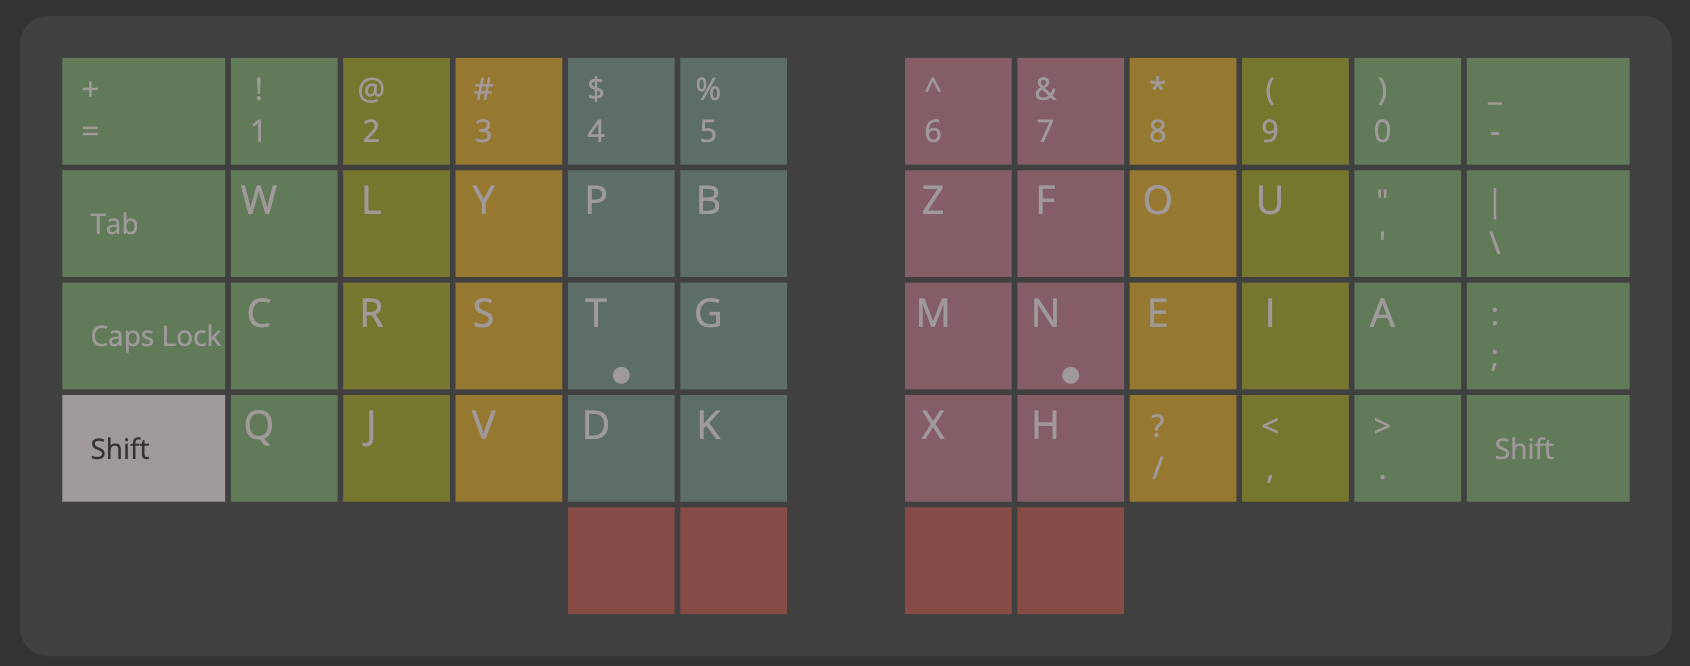 + ! @ # $ % ^ & * ( ) _
= 1 2 3 4 5 6 7 8 9 0 -
Tab W L Y P B Z F O U " |
' \
Caps Lock C R S T G M N E I A :
;
Shift Q J V D K X H ? < > Shift
/ , .